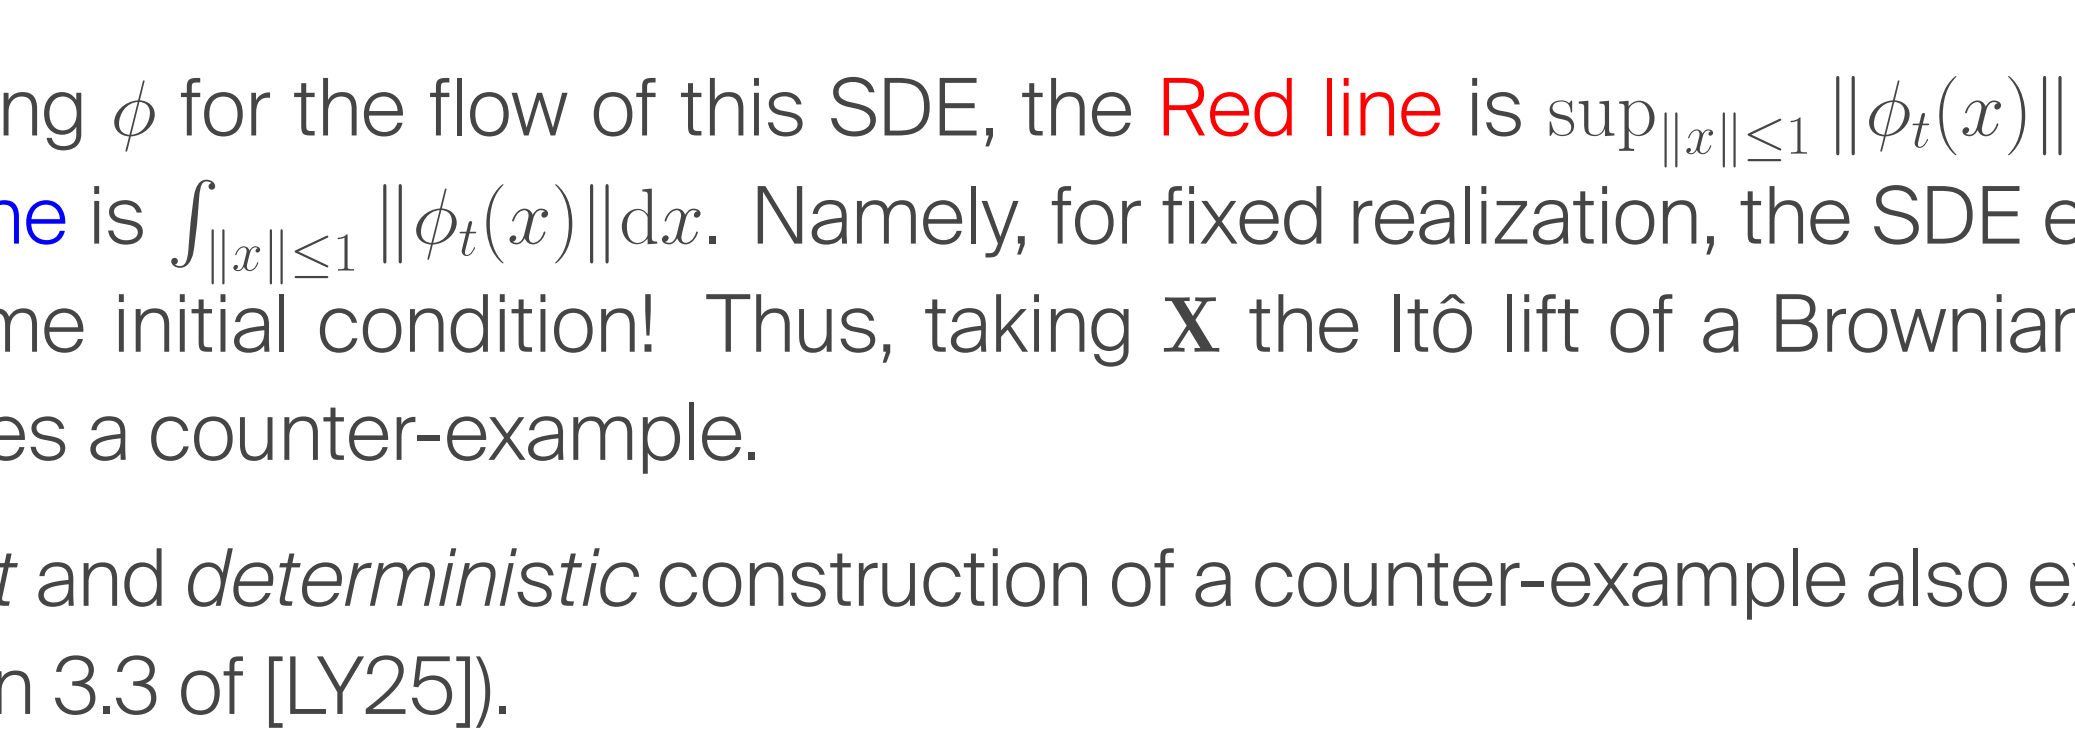 ng ϕ for the flow of this SDE, the Red line is sup_{‖x‖≤1} ‖ϕ_t(x)‖
ne is ∫_{‖x‖≤1} ‖ϕ_t(x)‖dx. Namely, for fixed realization, the SDE e
me initial condition! Thus, taking 𝐗 the Itô lift of a Brownian
es a counter-example.
t and deterministic construction of a counter-example also ex
n 3.3 of [LY25]).